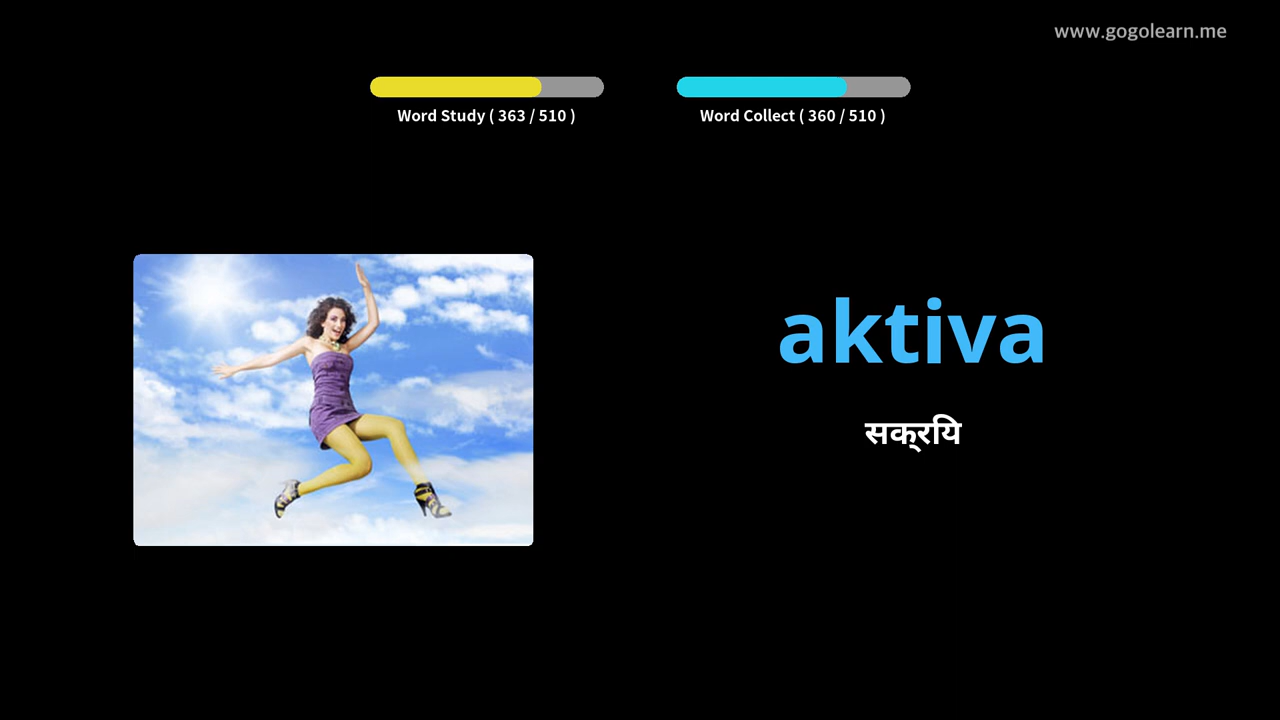 www.gogolearn.me
Word Study ( 363 / 510 )
Word Collect ( 360 / 510 )
aktiva
सक्रयि